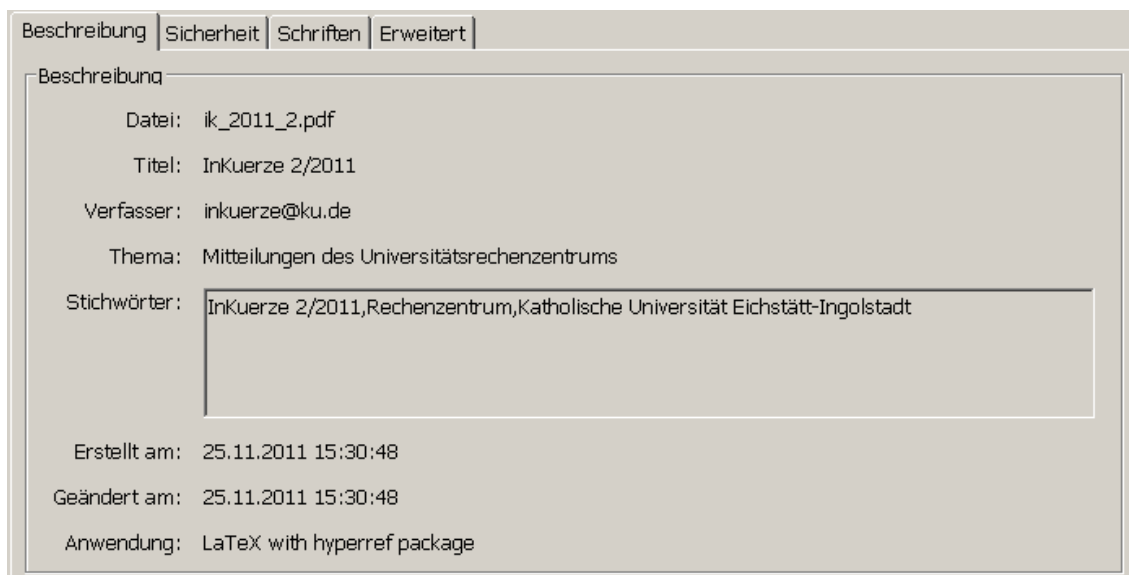 Beschreibung Sicherheit Schriften Erweitert
Beschreibung
Datei: ik_2011_2.pdf
Titel: InKuerze 2/2011
Verfasser: inkuerze@ku.de
Thema: Mitteilungen des Universitätsrechenzentrums
Stichwörter: InKuerze 2/2011,Rechenzentrum,Katholische Universität Eichstätt-Ingolstadt
Erstellt am: 25.11.2011 15:30:48
Geändert am: 25.11.2011 15:30:48
Anwendung: LaTeX with hyperref package